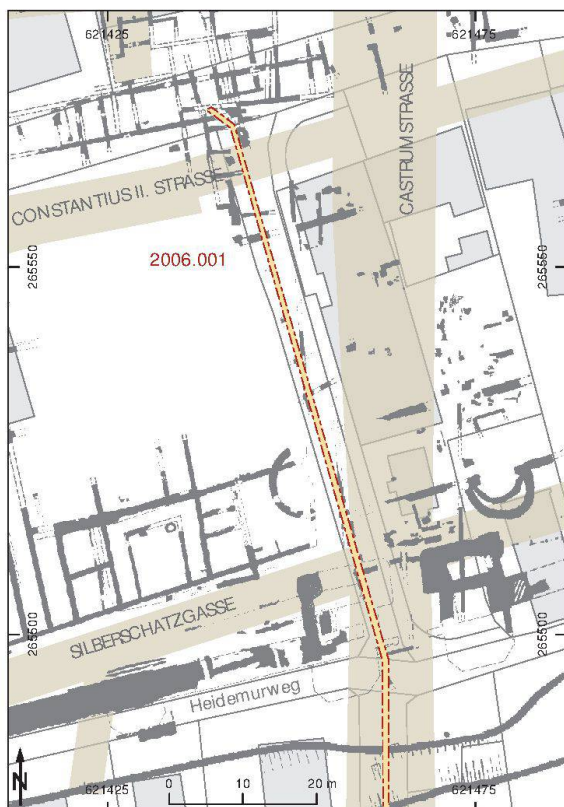 621425
621475
CASTRUMSTRASSE
CONSTANTIUS II. STRASSE
2006.001
265550
265550
SILBERSCHATZGASSE
265500
265500
Heidemurweg
N
0 10 20 m
621425
621475